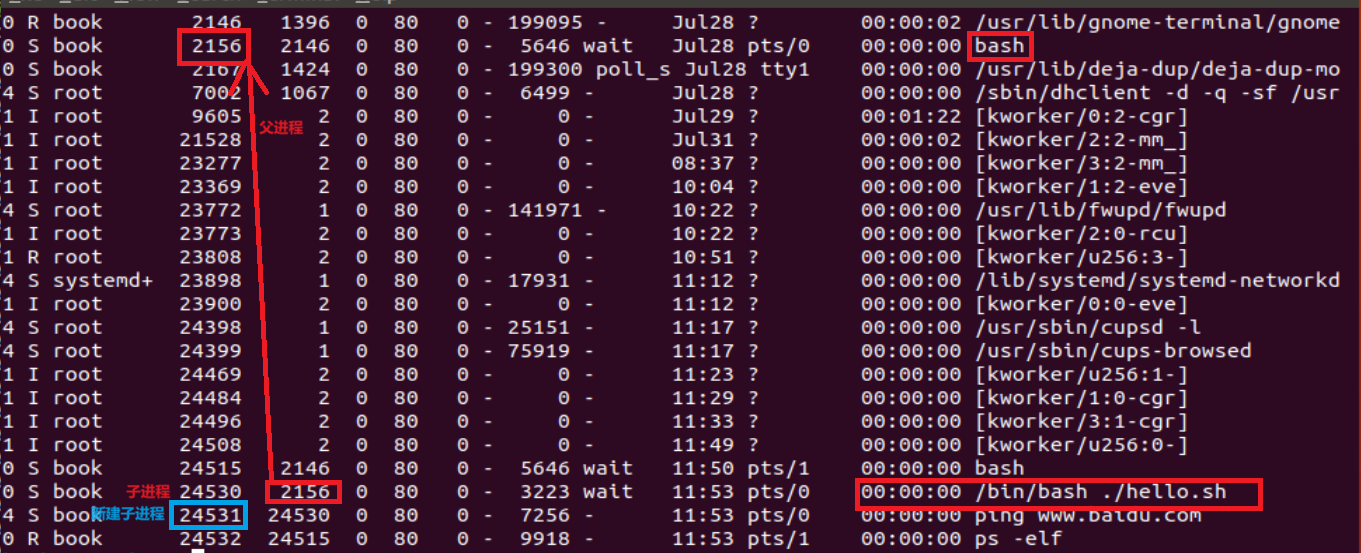 0 R book 2146 1396 0 80 0 - 199095 - Jul28 ? 00:00:02 /usr/lib/gnome-terminal/gnome
0 S book 2156 2146 0 80 0 - 5646 wait Jul28 pts/0 00:00:00 bash
0 S book 2167 1424 0 80 0 - 199300 poll_s Jul28 tty1 00:00:00 /usr/lib/deja-dup/deja-dup-mo
4 S root 7002 1067 0 80 0 - 6499 - Jul28 ? 00:00:00 /sbin/dhclient -d -q -sf /usr
1 I root 9605 2 0 80 0 - 0 - Jul29 ? 00:01:22 [kworker/0:2-cgr]
父进程
1 I root 21528 2 0 80 0 - 0 - Jul31 ? 00:00:02 [kworker/2:2-mm_]
1 I root 23277 2 0 80 0 - 0 - 08:37 ? 00:00:00 [kworker/3:2-mm_]
1 I root 23369 2 0 80 0 - 0 - 10:04 ? 00:00:00 [kworker/1:2-eve]
4 S root 23772 1 0 80 0 - 141971 - 10:22 ? 00:00:00 /usr/lib/fwupd/fwupd
1 I root 23773 2 0 80 0 - 0 - 10:22 ? 00:00:00 [kworker/2:0-rcu]
1 R root 23808 2 0 80 0 - 0 - 10:51 ? 00:00:00 [kworker/u256:3-]
4 S systemd+ 23898 1 0 80 0 - 17931 - 11:12 ? 00:00:00 /lib/systemd/systemd-networkd
1 I root 23900 2 0 80 0 - 0 - 11:12 ? 00:00:00 [kworker/0:0-eve]
4 S root 24398 1 0 80 0 - 25151 - 11:17 ? 00:00:00 /usr/sbin/cupsd -l
4 S root 24399 1 0 80 0 - 75919 - 11:17 ? 00:00:00 /usr/sbin/cups-browsed
1 I root 24469 2 0 80 0 - 0 - 11:23 ? 00:00:00 [kworker/u256:1-]
1 I root 24484 2 0 80 0 - 0 - 11:29 ? 00:00:00 [kworker/1:0-cgr]
1 I root 24496 2 0 80 0 - 0 - 11:33 ? 00:00:00 [kworker/3:1-cgr]
1 I root 24508 2 0 80 0 - 0 - 11:49 ? 00:00:00 [kworker/u256:0-]
0 S book 24515 2146 0 80 0 - 5646 wait 11:50 pts/1 00:00:00 bash
0 S book 子进程 24530 2156 0 80 0 - 3223 wait 11:53 pts/0 00:00:00 /bin/bash ./hello.sh
4 S book 新建子进程 24531 24530 0 80 0 - 7256 - 11:53 pts/0 00:00:00 ping www.baidu.com
0 R book 24532 24515 0 80 0 - 9918 - 11:53 pts/1 00:00:00 ps -elf